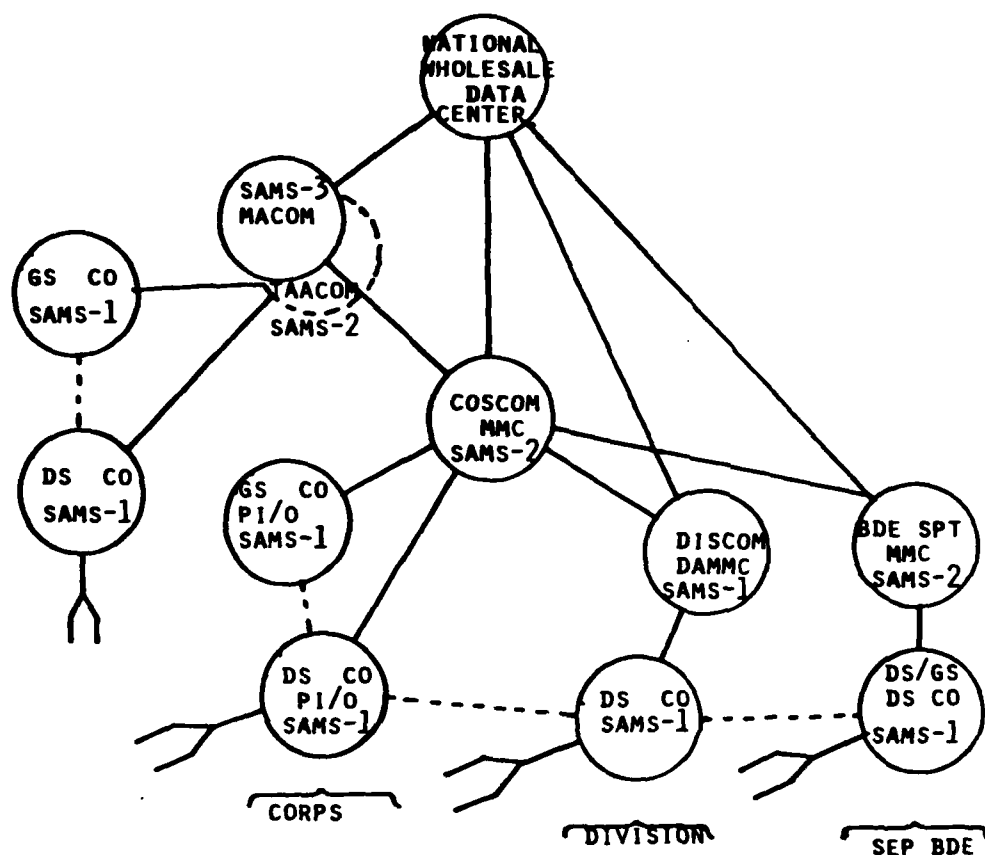 NATIONAL
WHOLESALE
DATA
CENTER
SAMS-3
MACOM
GS CO
SAMS-1
TAACOM
SAMS-2
COSCOM
MMC
SAMS-2
DS CO
SAMS-1
GS CO
PI/O
SAMS-1
DISCOM
DAMMC
SAMS-1
BDE SPT
MMC
SAMS-2
DS CO
PI/O
SAMS-1
DS CO
SAMS-1
DS/GS
DS CO
SAMS-1
CORPS
DIVISION
SEP BDE